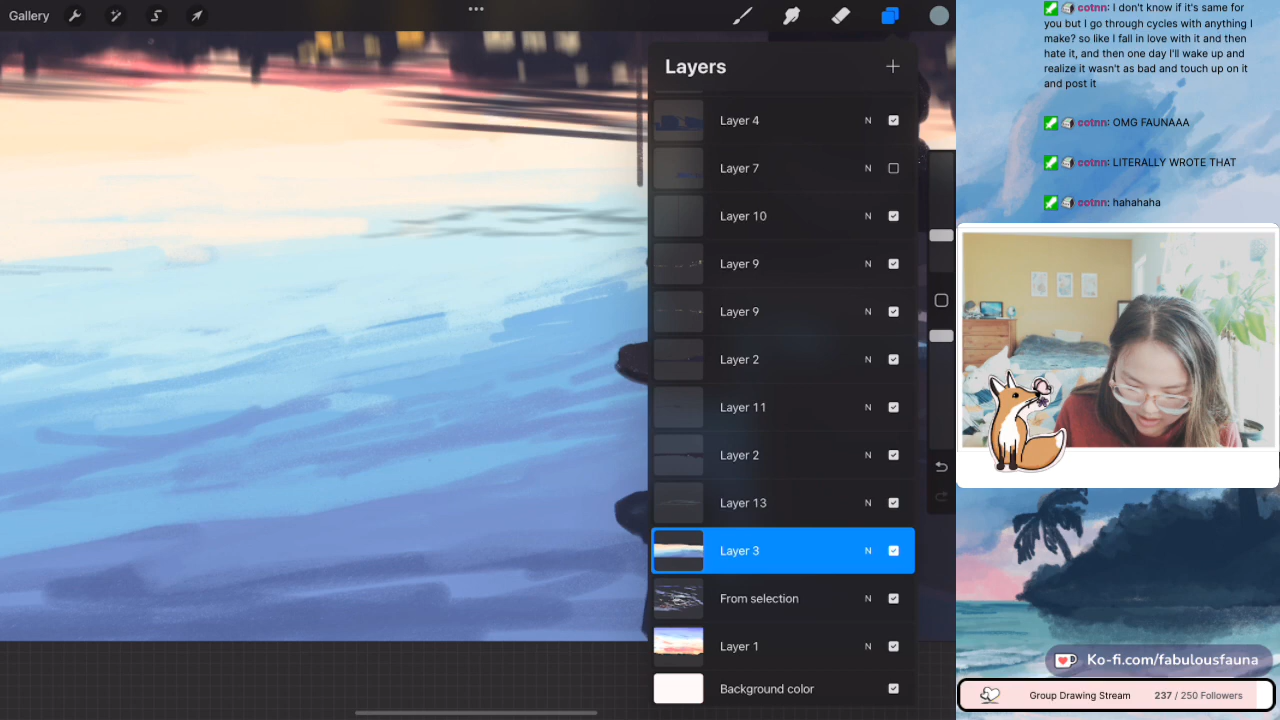 Gallery
Layers
Layer 4 N
Layer 7 N
Layer 10 N
Layer 9 N
Layer 9 N
Layer 2 N
Layer 11 N
Layer 2 N
Layer 13 N
Layer 3 N
From selection N
Layer 1 N
Background color
cotnn: I don't know if it's same for
you but I go through cycles with anything I
make? so like I fall in love with it and then
hate it, and then one day I'll wake up and
realize it wasn't as bad and touch up on it
and post it
cotnn: OMG FAUNAAA
cotnn: LITERALLY WROTE THAT
cotnn: hahahaha
Ko-fi.com/fabulousfauna
Group Drawing Stream 237 / 250 Followers